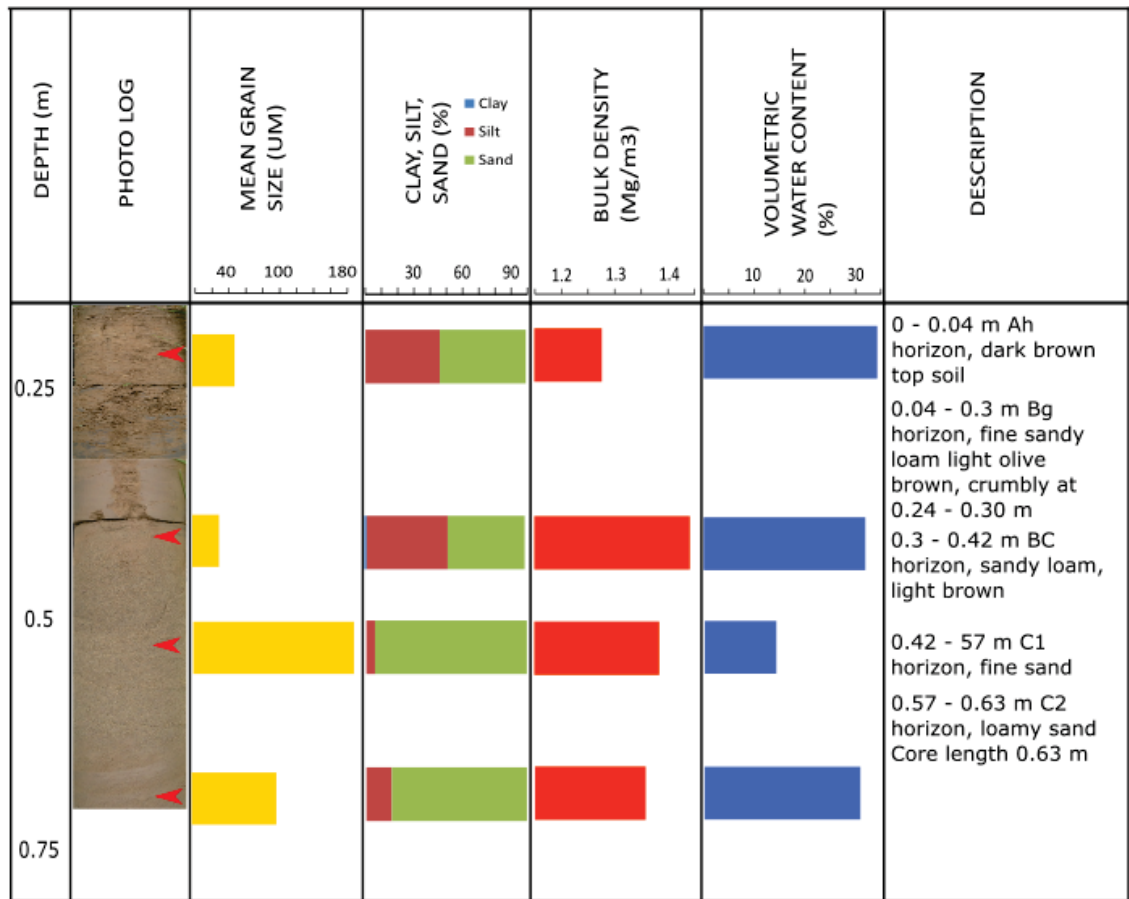 DEPTH (m)
PHOTO LOG
MEAN GRAIN
SIZE (UM)
CLAY, SILT,
SAND (%)
Clay
Silt
Sand
BULK DENSITY
(Mg/m3)
VOLUMETRIC
WATER CONTENT
(%)
DESCRIPTION
40 100 180
30 60 90
1.2 1.3 1.4
10 20 30
0.25
0.5
0.75
0 - 0.04 m Ah
horizon, dark brown
top soil
0.04 - 0.3 m Bg
horizon, fine sandy
loam light olive
brown, crumbly at
0.24 - 0.30 m
0.3 - 0.42 m BC
horizon, sandy loam,
light brown
0.42 - 57 m C1
horizon, fine sand
0.57 - 0.63 m C2
horizon, loamy sand
Core length 0.63 m